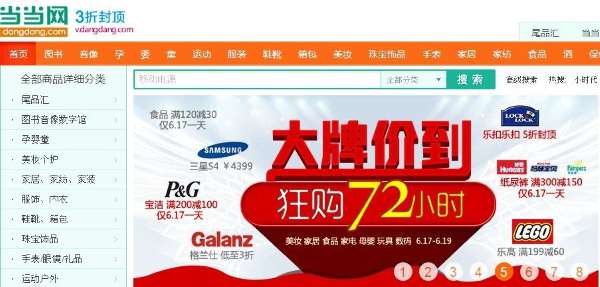 当当网
dangdang.com
3折封顶
v.dangdang.com
尾品汇 当当
首页 图书 音像 孕 婴 童 运动 服装 鞋靴 箱包 美妆 珠宝饰品 手表 家居 家纺 食品 酒 保
全部商品详细分类
移动电源 全部分类 搜 索 高级搜索 热搜: 小时代
尾品汇
图书音像数字馆
孕婴童
美妆个护
家居、家纺、家装
服饰、内衣
鞋靴、箱包
珠宝饰品
手表/眼镜/礼品
运动户外
食品 满120减30
仅6.17一天
SAMSUNG
三星S4 ￥4399
P&G
宝洁 满200减100
仅6.17一天
Galanz
格兰仕 低至3折
大牌价到
狂购72小时
美妆 家居 食品 家电 母婴 玩具 数码 6.17-6.19
LOCK&LOCK
乐扣乐扣 5折封顶
HUGGIES
Pampers
纸尿裤 满300减150
仅6.17一天
LEGO
乐高 满199减60
1 2 3 4 5 6 7 8